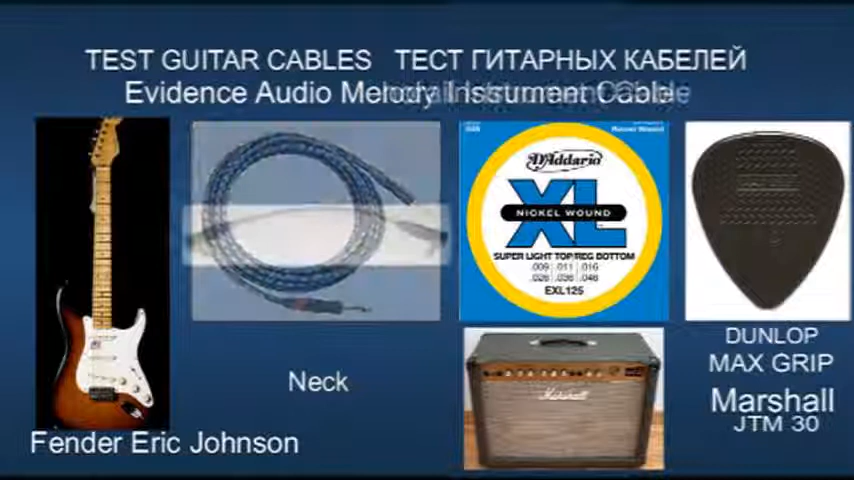 TEST GUITAR CABLES ТЕСТ ГИТАРНЫХ КАБЕЛЕЙ
Evidence Audio Melody Instrument Cable
D'Addario
XL
NICKEL WOUND
SUPER LIGHT TOP/REG BOTTOM
.009 .011 .016
.026 .036 .046
EXL125
DUNLOP
MAX GRIP
Neck
Marshall
Marshall
JTM 30
Fender Eric Johnson